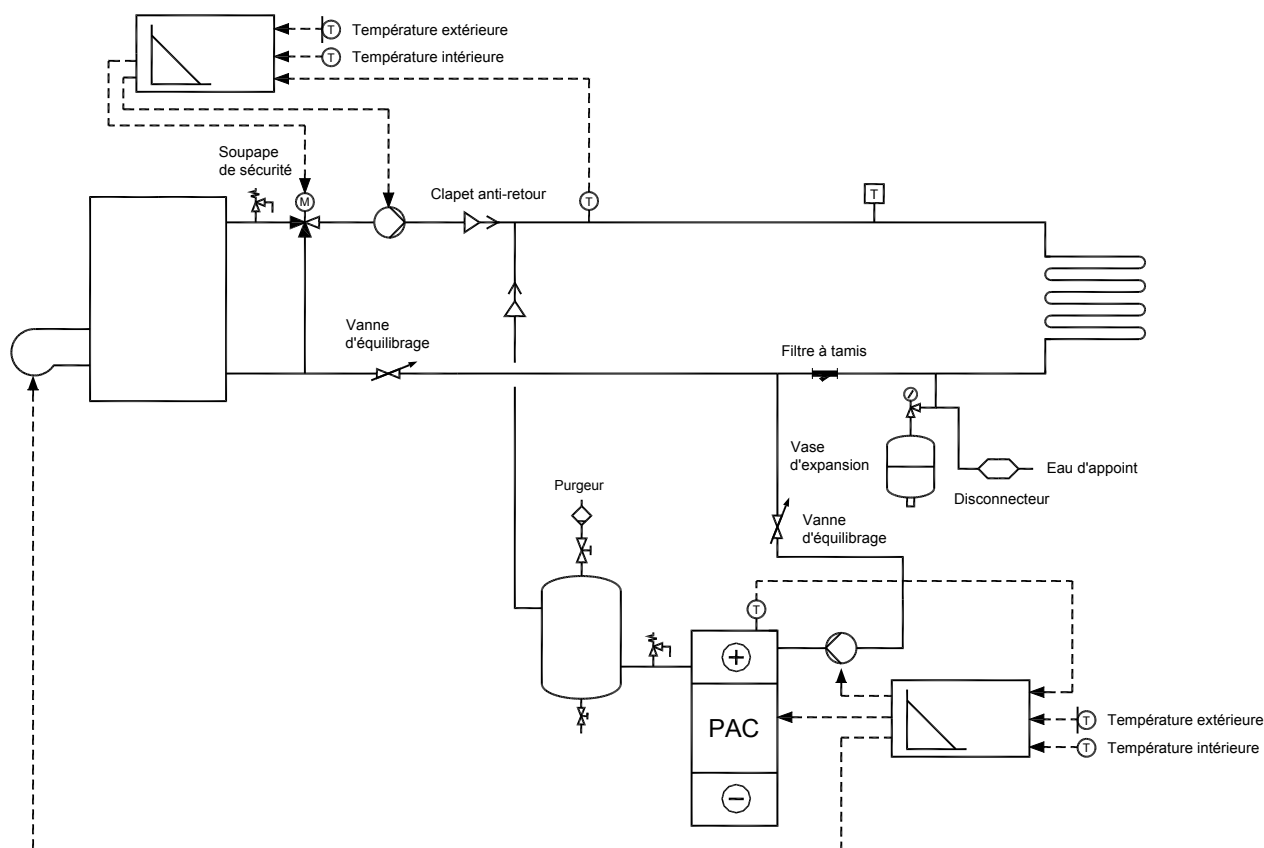 T Température extérieure
T Température intérieure
Soupape
de sécurité
M
Clapet anti-retour
T
T
Vanne
d'équilibrage
Filtre à tamis
Vase
d'expansion
Eau d'appoint
Disconnecteur
Purgeur
Vanne
d'équilibrage
T
+
PAC
T Température extérieure
T Température intérieure
−